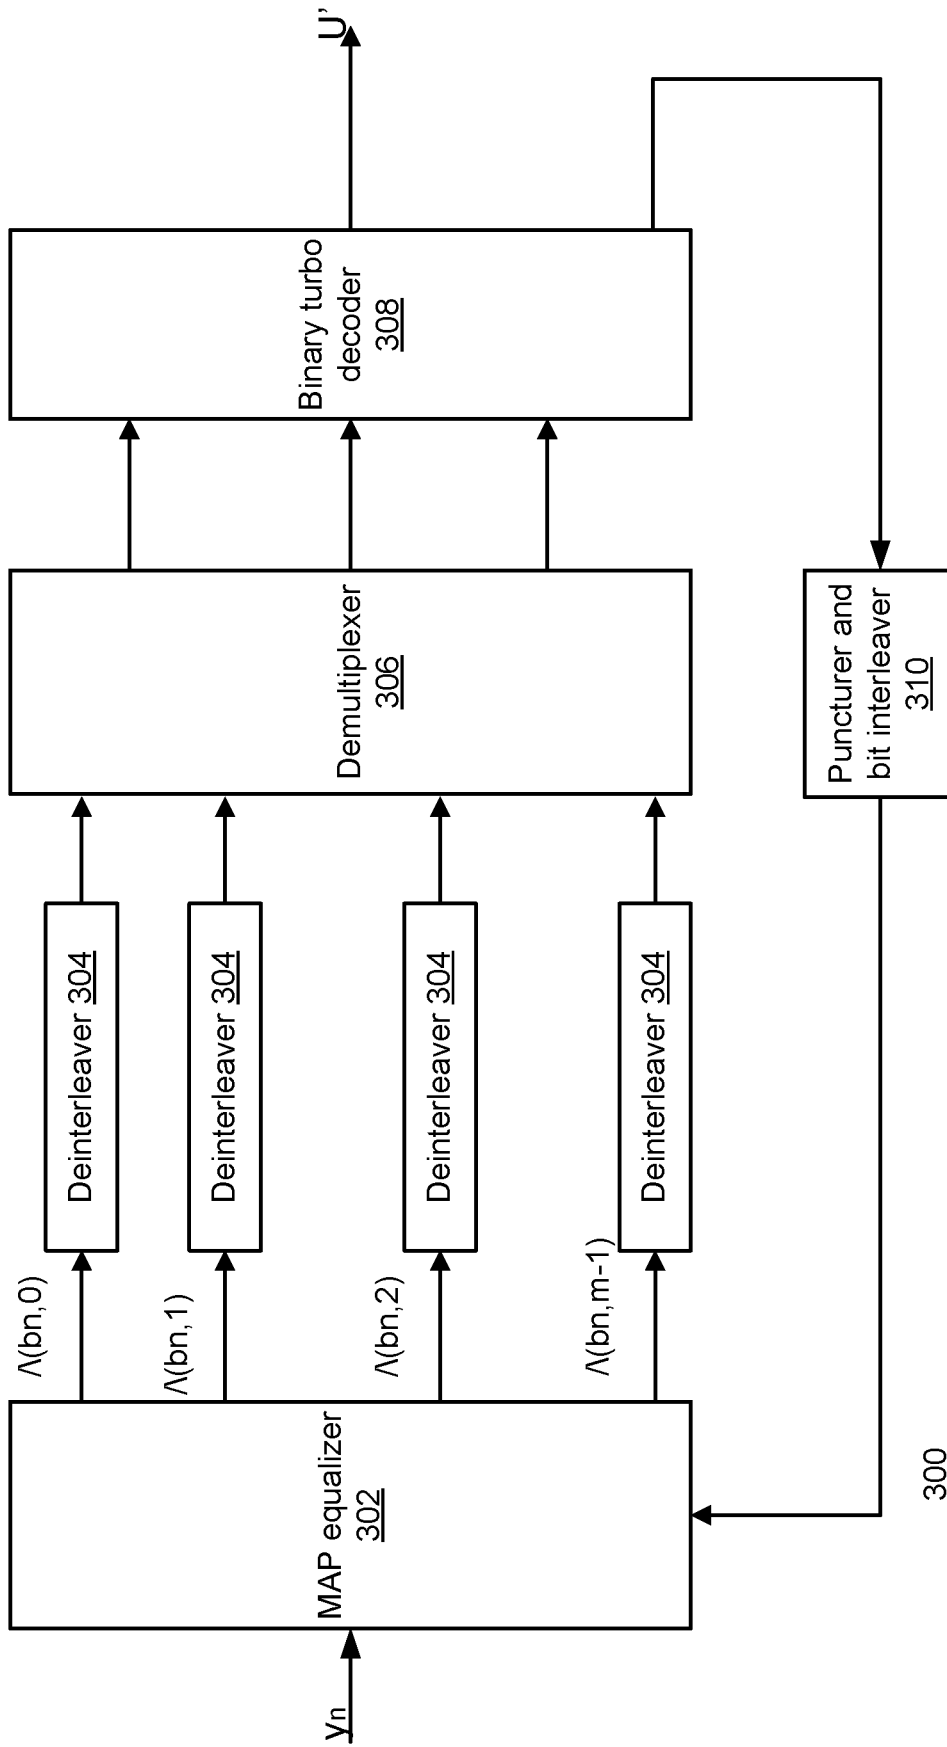 yn
MAP equalizer
302
Λ(bn,0)
Λ(bn,1)
Λ(bn,2)
Λ(bn,m-1)
Deinterleaver 304
Deinterleaver 304
Deinterleaver 304
Deinterleaver 304
Demultiplexer
306
Binary turbo
decoder
308
U'
Puncturer and
bit interleaver
310
300